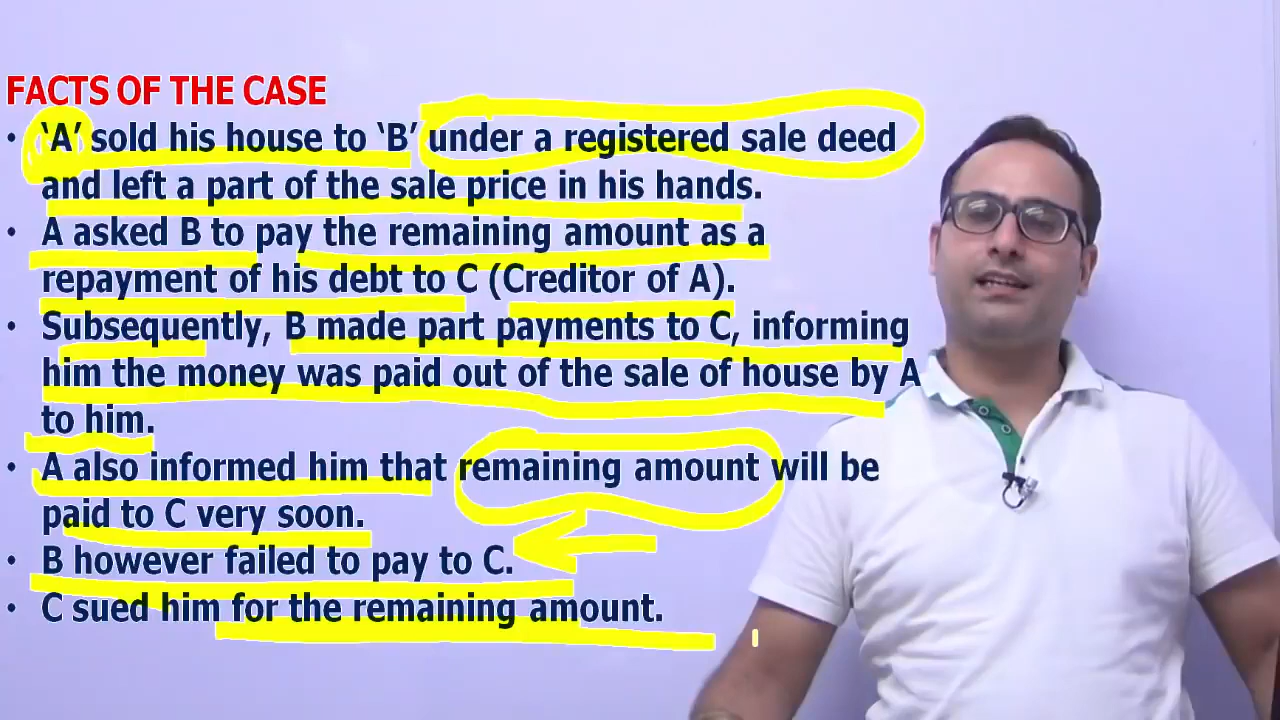 FACTS OF THE CASE
• ‘A’ sold his house to ‘B’ under a registered sale deed
and left a part of the sale price in his hands.
• A asked B to pay the remaining amount as a
repayment of his debt to C (Creditor of A).
• Subsequently, B made part payments to C, informing
him the money was paid out of the sale of house by A
to him.
• A also informed him that remaining amount will be
paid to C very soon.
• B however failed to pay to C.
• C sued him for the remaining amount.